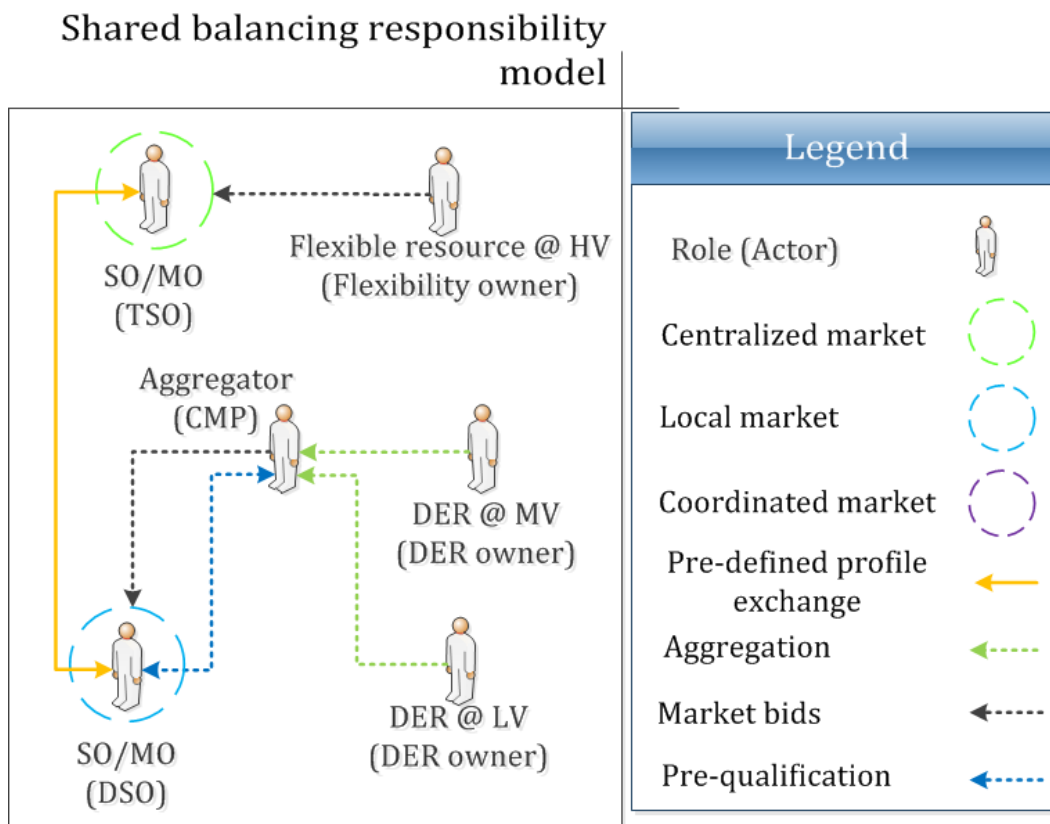 Shared balancing responsibility
model
SO/MO
(TSO)
Flexible resource @ HV
(Flexibility owner)
Aggregator
(CMP)
DER @ MV
(DER owner)
DER @ LV
(DER owner)
SO/MO
(DSO)
Legend
Role (Actor)
Centralized market
Local market
Coordinated market
Pre-defined profile
exchange
Aggregation
Market bids
Pre-qualification